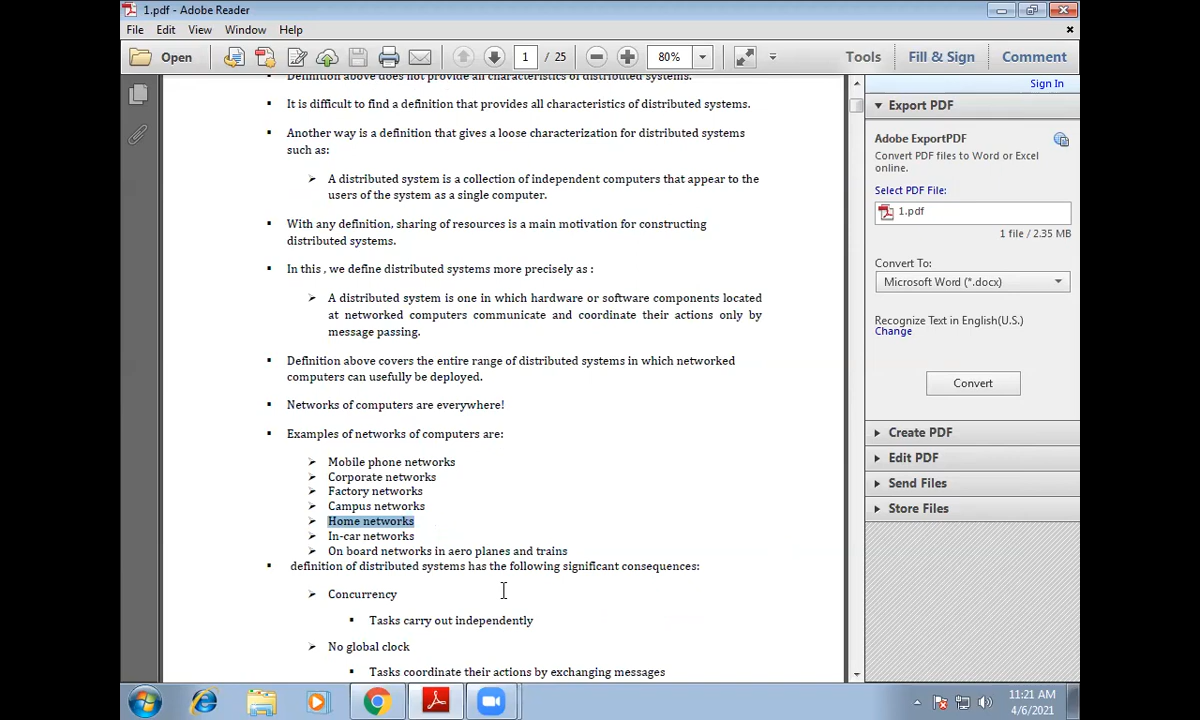 1.pdf - Adobe Reader
File Edit View Window Help
Open 1 / 25 80% Tools Fill & Sign Comment
Sign In
Definition above does not provide all characteristics of distributed systems.
It is difficult to find a definition that provides all characteristics of distributed systems.
Another way is a definition that gives a loose characterization for distributed systems
such as:
A distributed system is a collection of independent computers that appear to the
users of the system as a single computer.
With any definition, sharing of resources is a main motivation for constructing
distributed systems.
In this , we define distributed systems more precisely as :
A distributed system is one in which hardware or software components located
at networked computers communicate and coordinate their actions only by
message passing.
Definition above covers the entire range of distributed systems in which networked
computers can usefully be deployed.
Networks of computers are everywhere!
Examples of networks of computers are:
Mobile phone networks
Corporate networks
Factory networks
Campus networks
Home networks
In-car networks
On board networks in aero planes and trains
definition of distributed systems has the following significant consequences:
Concurrency
Tasks carry out independently
No global clock
Tasks coordinate their actions by exchanging messages
Export PDF
Adobe ExportPDF
Convert PDF files to Word or Excel
online.
Select PDF File:
1.pdf
1 file / 2.35 MB
Convert To:
Microsoft Word (*.docx)
Recognize Text in English(U.S.)
Change
Convert
Create PDF
Edit PDF
Send Files
Store Files
11:21 AM
4/6/2021